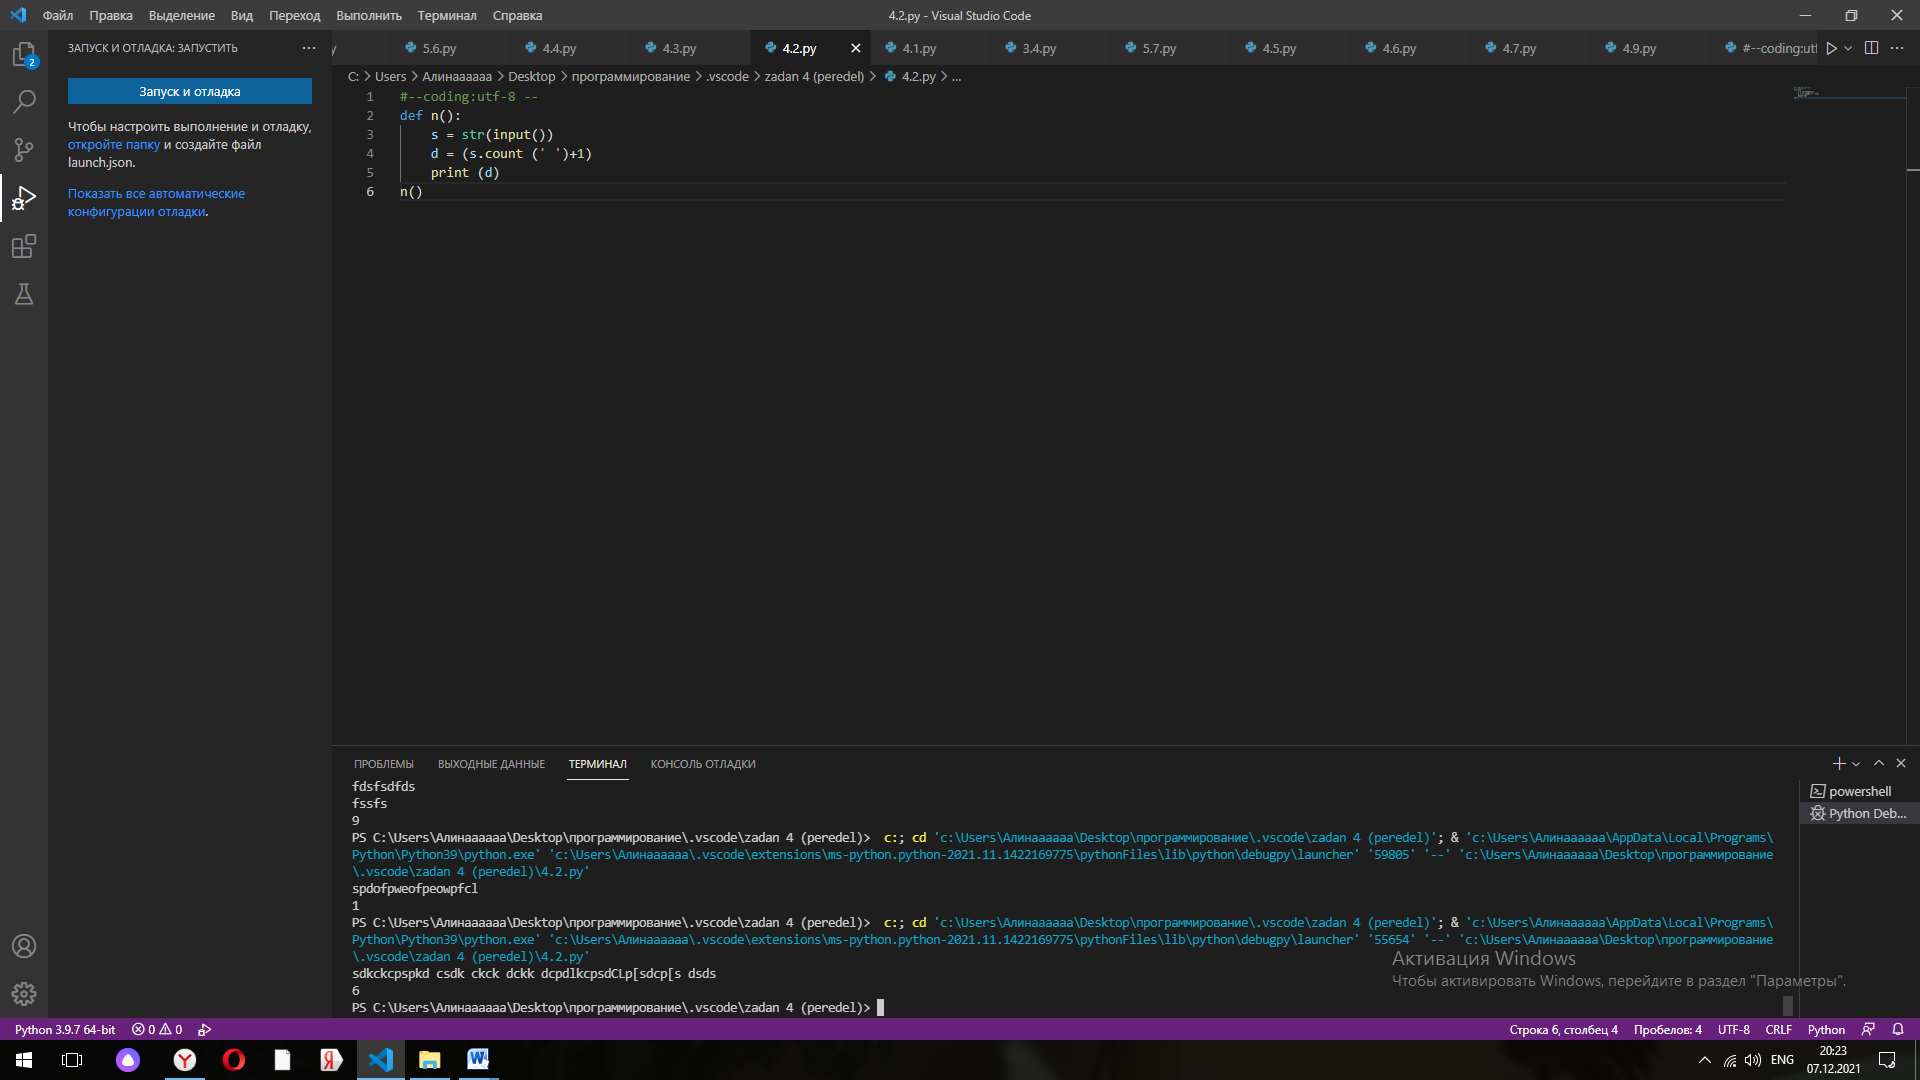 Файл Правка Выделение Вид Переход Выполнить Терминал Справка 4.2.py - Visual Studio Code
ЗАПУСК И ОТЛАДКА: ЗАПУСТИТЬ ...
5.6.py 4.4.py 4.3.py 4.2.py 4.1.py 3.4.py 5.7.py 4.5.py 4.6.py 4.7.py 4.9.py #--coding:utf
C: > Users > Алинаааааа > Desktop > программирование > .vscode > zadan 4 (peredel) > 4.2.py > ...
2
Запуск и отладка
Чтобы настроить выполнение и отладку,
откройте папку и создайте файл
launch.json.
Показать все автоматические
конфигурации отладки.
1 #--coding:utf-8 --
2 def n():
3 s = str(input())
4 d = (s.count (' ')+1)
5 print (d)
6 n()
ПРОБЛЕМЫ ВЫХОДНЫЕ ДАННЫЕ ТЕРМИНАЛ КОНСОЛЬ ОТЛАДКИ
powershell
Python Deb...
fdsfsdfds
fssfs
9
PS C:\Users\Алинаааааа\Desktop\программирование\.vscode\zadan 4 (peredel)> c:; cd 'c:\Users\Алинаааааа\Desktop\программирование\.vscode\zadan 4 (peredel)'; & 'c:\Users\Алинаааааа\AppData\Local\Programs\
Python\Python39\python.exe' 'c:\Users\Алинаааааа\.vscode\extensions\ms-python.python-2021.11.1422169775\pythonFiles\lib\python\debugpy\launcher' '59805' '--' 'c:\Users\Алинаааааа\Desktop\программирование
\.vscode\zadan 4 (peredel)\4.2.py'
spdofpweofpeowpfcl
1
PS C:\Users\Алинаааааа\Desktop\программирование\.vscode\zadan 4 (peredel)> c:; cd 'c:\Users\Алинаааааа\Desktop\программирование\.vscode\zadan 4 (peredel)'; & 'c:\Users\Алинаааааа\AppData\Local\Programs\
Python\Python39\python.exe' 'c:\Users\Алинаааааа\.vscode\extensions\ms-python.python-2021.11.1422169775\pythonFiles\lib\python\debugpy\launcher' '55654' '--' 'c:\Users\Алинаааааа\Desktop\программирование
\.vscode\zadan 4 (peredel)\4.2.py'
sdkckcpspkd csdk ckck dckk dcpdlkcpsdCLp[sdcp[s dsds
6
PS C:\Users\Алинаааааа\Desktop\программирование\.vscode\zadan 4 (peredel)>
Активация Windows
Чтобы активировать Windows, перейдите в раздел "Параметры".
Python 3.9.7 64-bit 0 0 Строка 6, столбец 4 Пробелов: 4 UTF-8 CRLF Python
ENG 20:23
07.12.2021